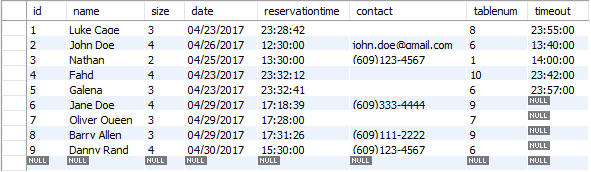 id name size date reservationtime contact tablenum timeout
1 Luke Cage 3 04/23/2017 23:28:42 8 23:55:00
2 John Doe 4 04/26/2017 12:30:00 john.doe@gmail.com 6 13:40:00
3 Nathan 2 04/25/2017 13:30:00 (609)123-4567 1 14:00:00
4 Fahd 4 04/23/2017 23:32:12 10 23:42:00
5 Galena 3 04/23/2017 23:32:41 6 23:57:00
6 Jane Doe 4 04/29/2017 17:18:39 (609)333-4444 9 NULL
7 Oliver Queen 3 04/29/2017 17:28:00 7 NULL
8 Barry Allen 3 04/29/2017 17:31:26 (609)111-2222 9 NULL
9 Danny Rand 4 04/30/2017 15:30:00 (609)123-4567 6 NULL
NULL NULL NULL NULL NULL NULL NULL NULL